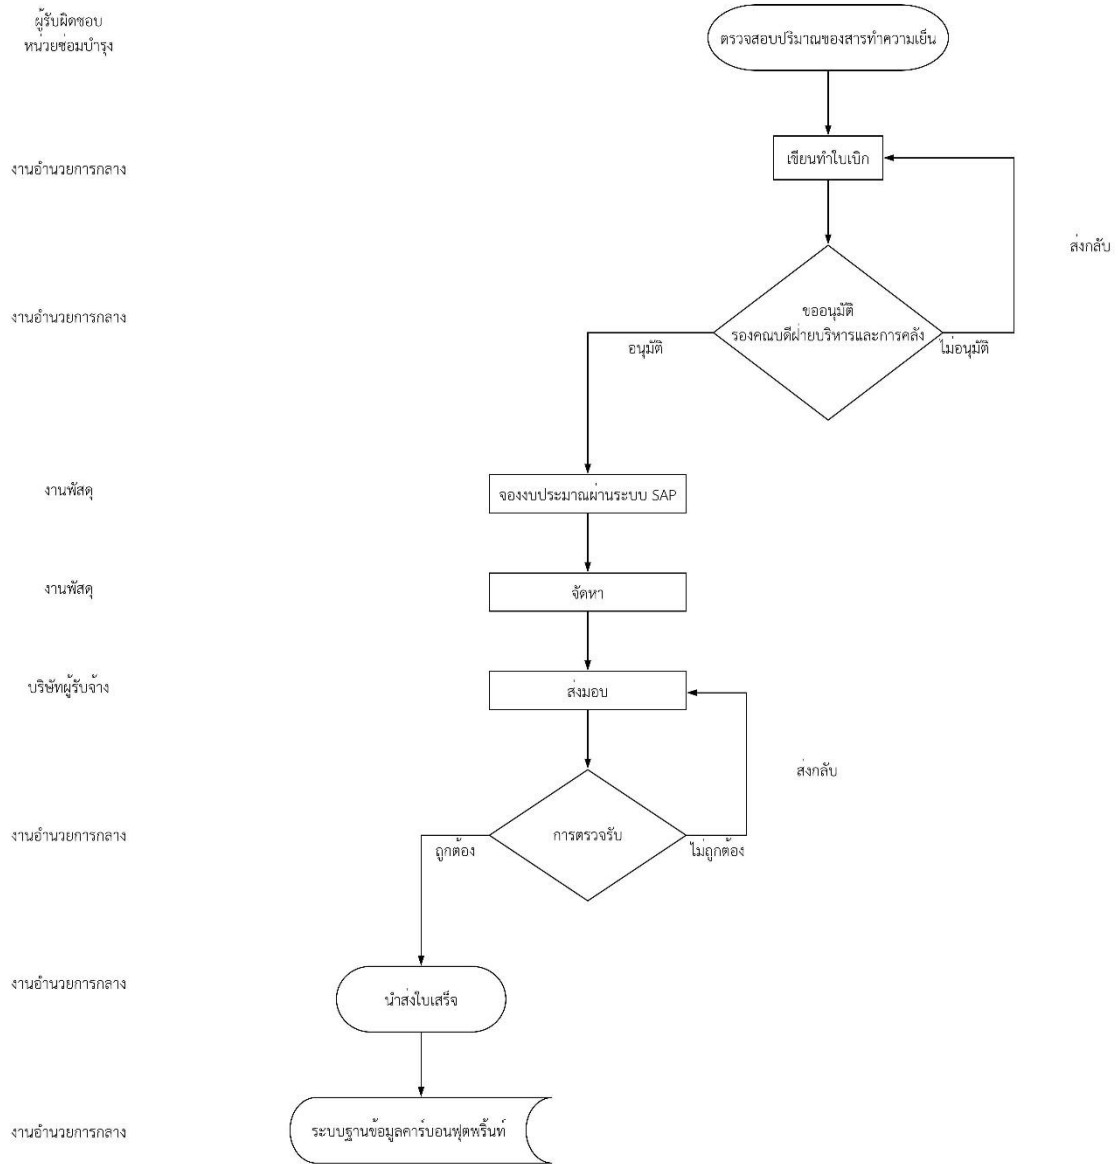 ผู้รับผิดชอบ
หน่วยซ่อมบำรุง
ตรวจสอบปริมาณของสารทำความเย็น
งานอำนวยการกลาง
เขียนทำใบเบิก
ส่งกลับ
งานอำนวยการกลาง
ขออนุมัติ
รองคณบดีฝ่ายบริหารและการคลัง
อนุมัติ
ไม่อนุมัติ
งานพัสดุ
จองงบประมาณผ่านระบบ SAP
งานพัสดุ
จัดหา
บริษัทผู้รับจ้าง
ส่งมอบ
ส่งกลับ
งานอำนวยการกลาง
การตรวจรับ
ถูกต้อง
ไม่ถูกต้อง
งานอำนวยการกลาง
นำส่งใบเสร็จ
งานอำนวยการกลาง
ระบบฐานข้อมูลคาร์บอนฟุตพริ้นท์